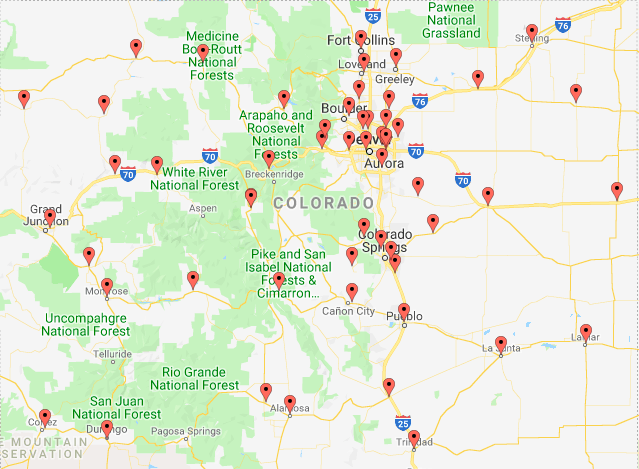 Pawnee
National
Grassland
25
76
Medicine
Bow-Routt
National
Forests
Fort Collins
Sterling
Loveland
Greeley
Boulder
76
Arapaho and
Roosevelt
National
Forests
Denver
70
70
Aurora
70
70
White River
National Forest
Breckenridge
Aspen
COLORADO
Grand
Junction
Colorado
Springs
Pike and San
Isabel National
Forests &
Cimarron...
Montrose
Cañon City
Pueblo
Uncompahgre
National Forest
Telluride
La Junta
Lamar
Rio Grande
National Forest
San Juan
National Forest
Alamosa
25
Cortez
Durango
Pagosa Springs
Trinidad
E MOUNTAIN
SERVATION